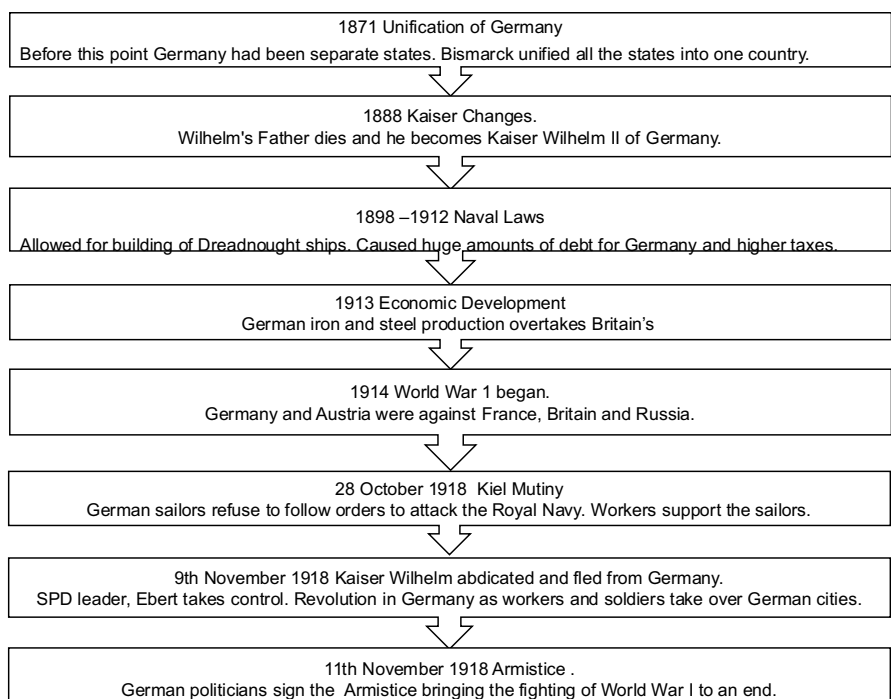 1871 Unification of Germany
Before this point Germany had been separate states. Bismarck unified all the states into one country.
1888 Kaiser Changes.
Wilhelm's Father dies and he becomes Kaiser Wilhelm II of Germany.
1898 –1912 Naval Laws
Allowed for building of Dreadnought ships. Caused huge amounts of debt for Germany and higher taxes.
1913 Economic Development
German iron and steel production overtakes Britain’s
1914 World War 1 began.
Germany and Austria were against France, Britain and Russia.
28 October 1918 Kiel Mutiny
German sailors refuse to follow orders to attack the Royal Navy. Workers support the sailors.
9th November 1918 Kaiser Wilhelm abdicated and fled from Germany.
SPD leader, Ebert takes control. Revolution in Germany as workers and soldiers take over German cities.
11th November 1918 Armistice .
German politicians sign the Armistice bringing the fighting of World War I to an end.